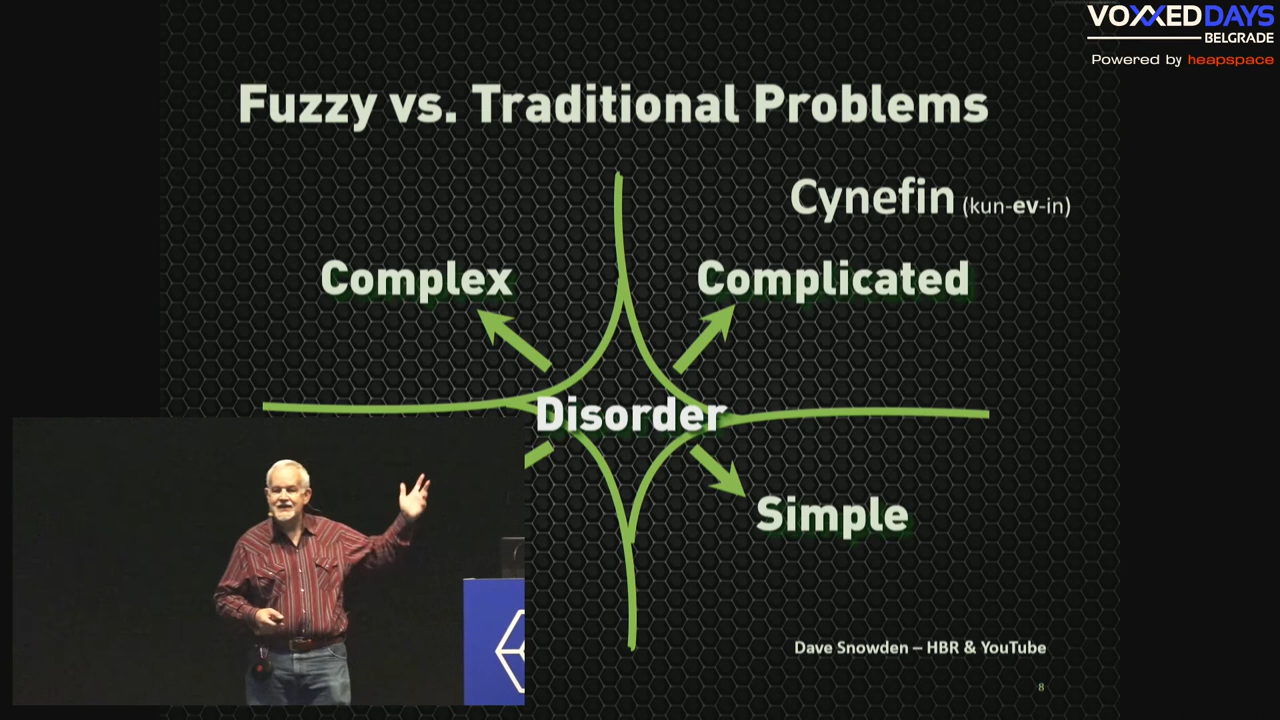 VOXXED DAYS
BELGRADE
Powered by heapspace
Fuzzy vs. Traditional Problems
Cynefin (kun-ev-in)
Complex
Complicated
Disorder
Simple
Dave Snowden – HBR & YouTube
8